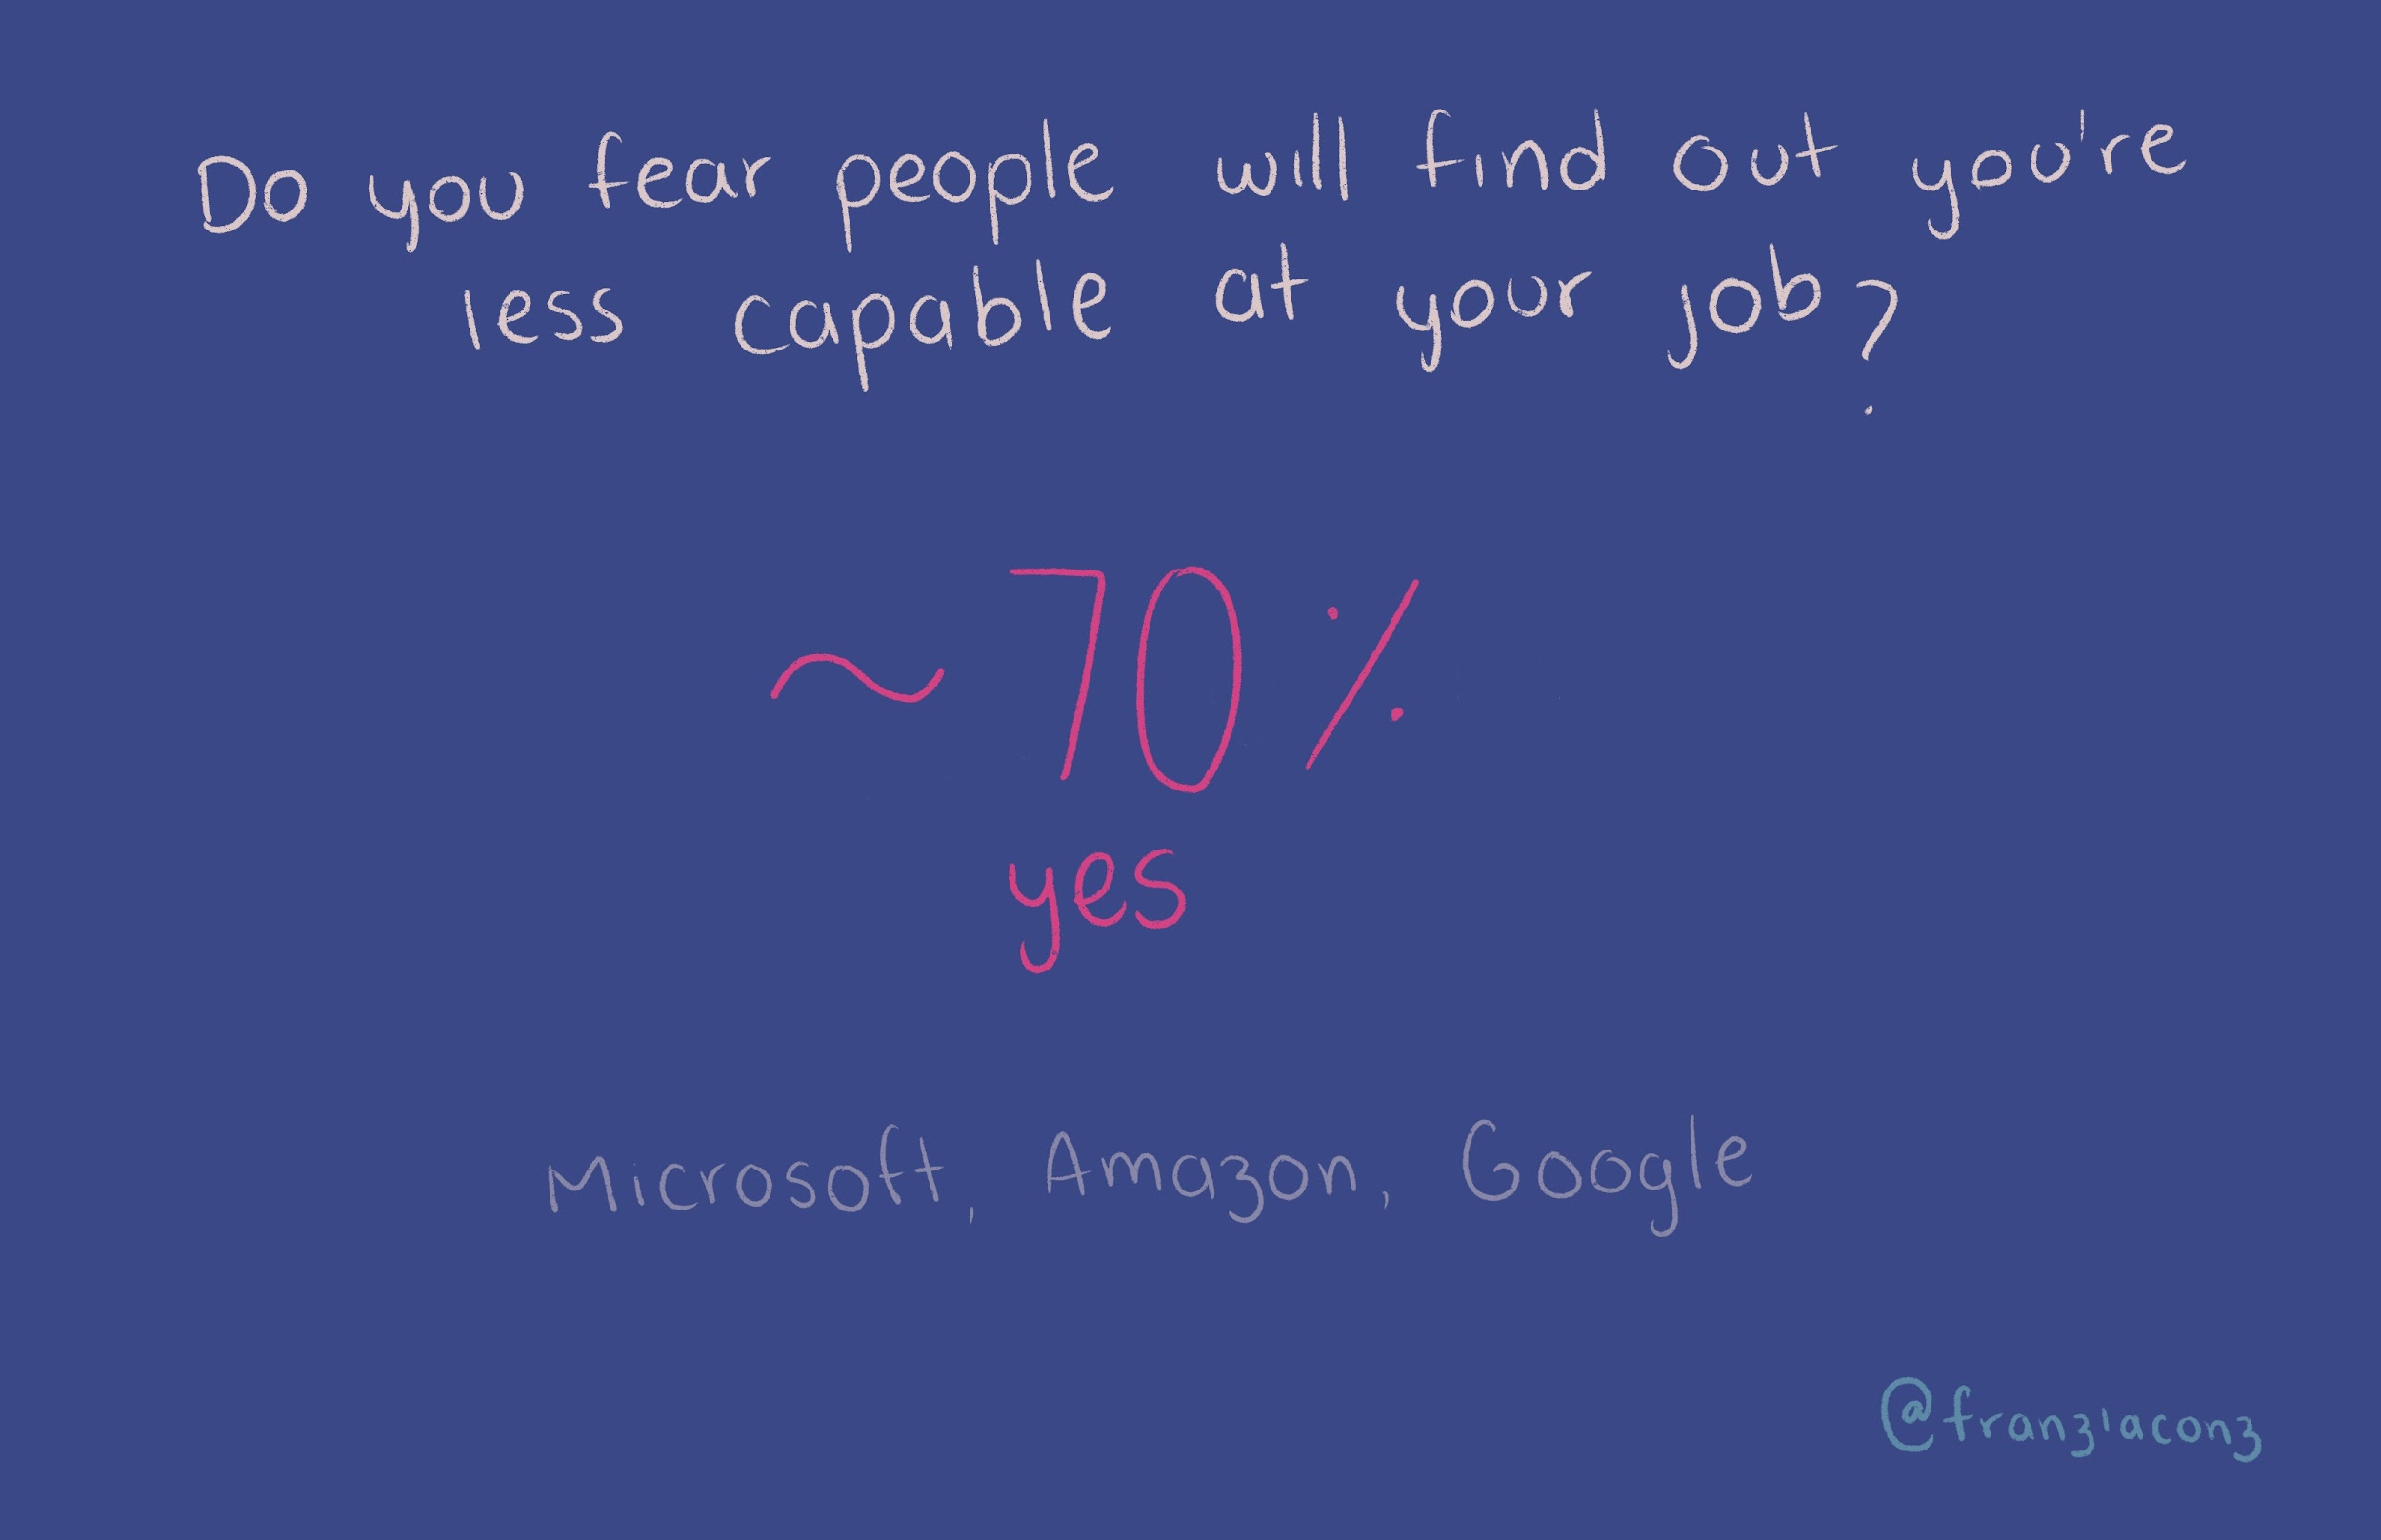 Do you fear people will find out you're
less capable at your job?
~70%
yes
Microsoft, Amazon, Google
@franziaconz